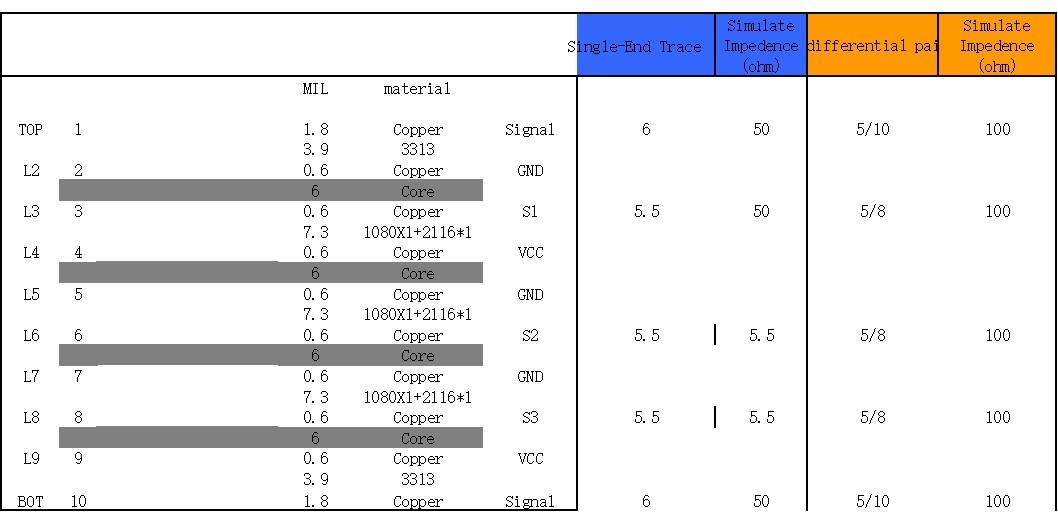 Single-End Trace Simulate Impedence (ohm) differential pai Simulate Impedence (ohm)
MIL material
TOP 1 1.8 Copper Signal 6 50 5/10 100
3.9 3313
L2 2 0.6 Copper GND
6 Core
L3 3 0.6 Copper S1 5.5 50 5/8 100
7.3 1080X1+2116*1
L4 4 0.6 Copper VCC
6 Core
L5 5 0.6 Copper GND
7.3 1080X1+2116*1
L6 6 0.6 Copper S2 5.5 5.5 5/8 100
6 Core
L7 7 0.6 Copper GND
7.3 1080X1+2116*1
L8 8 0.6 Copper S3 5.5 5.5 5/8 100
6 Core
L9 9 0.6 Copper VCC
3.9 3313
BOT 10 1.8 Copper Signal 6 50 5/10 100